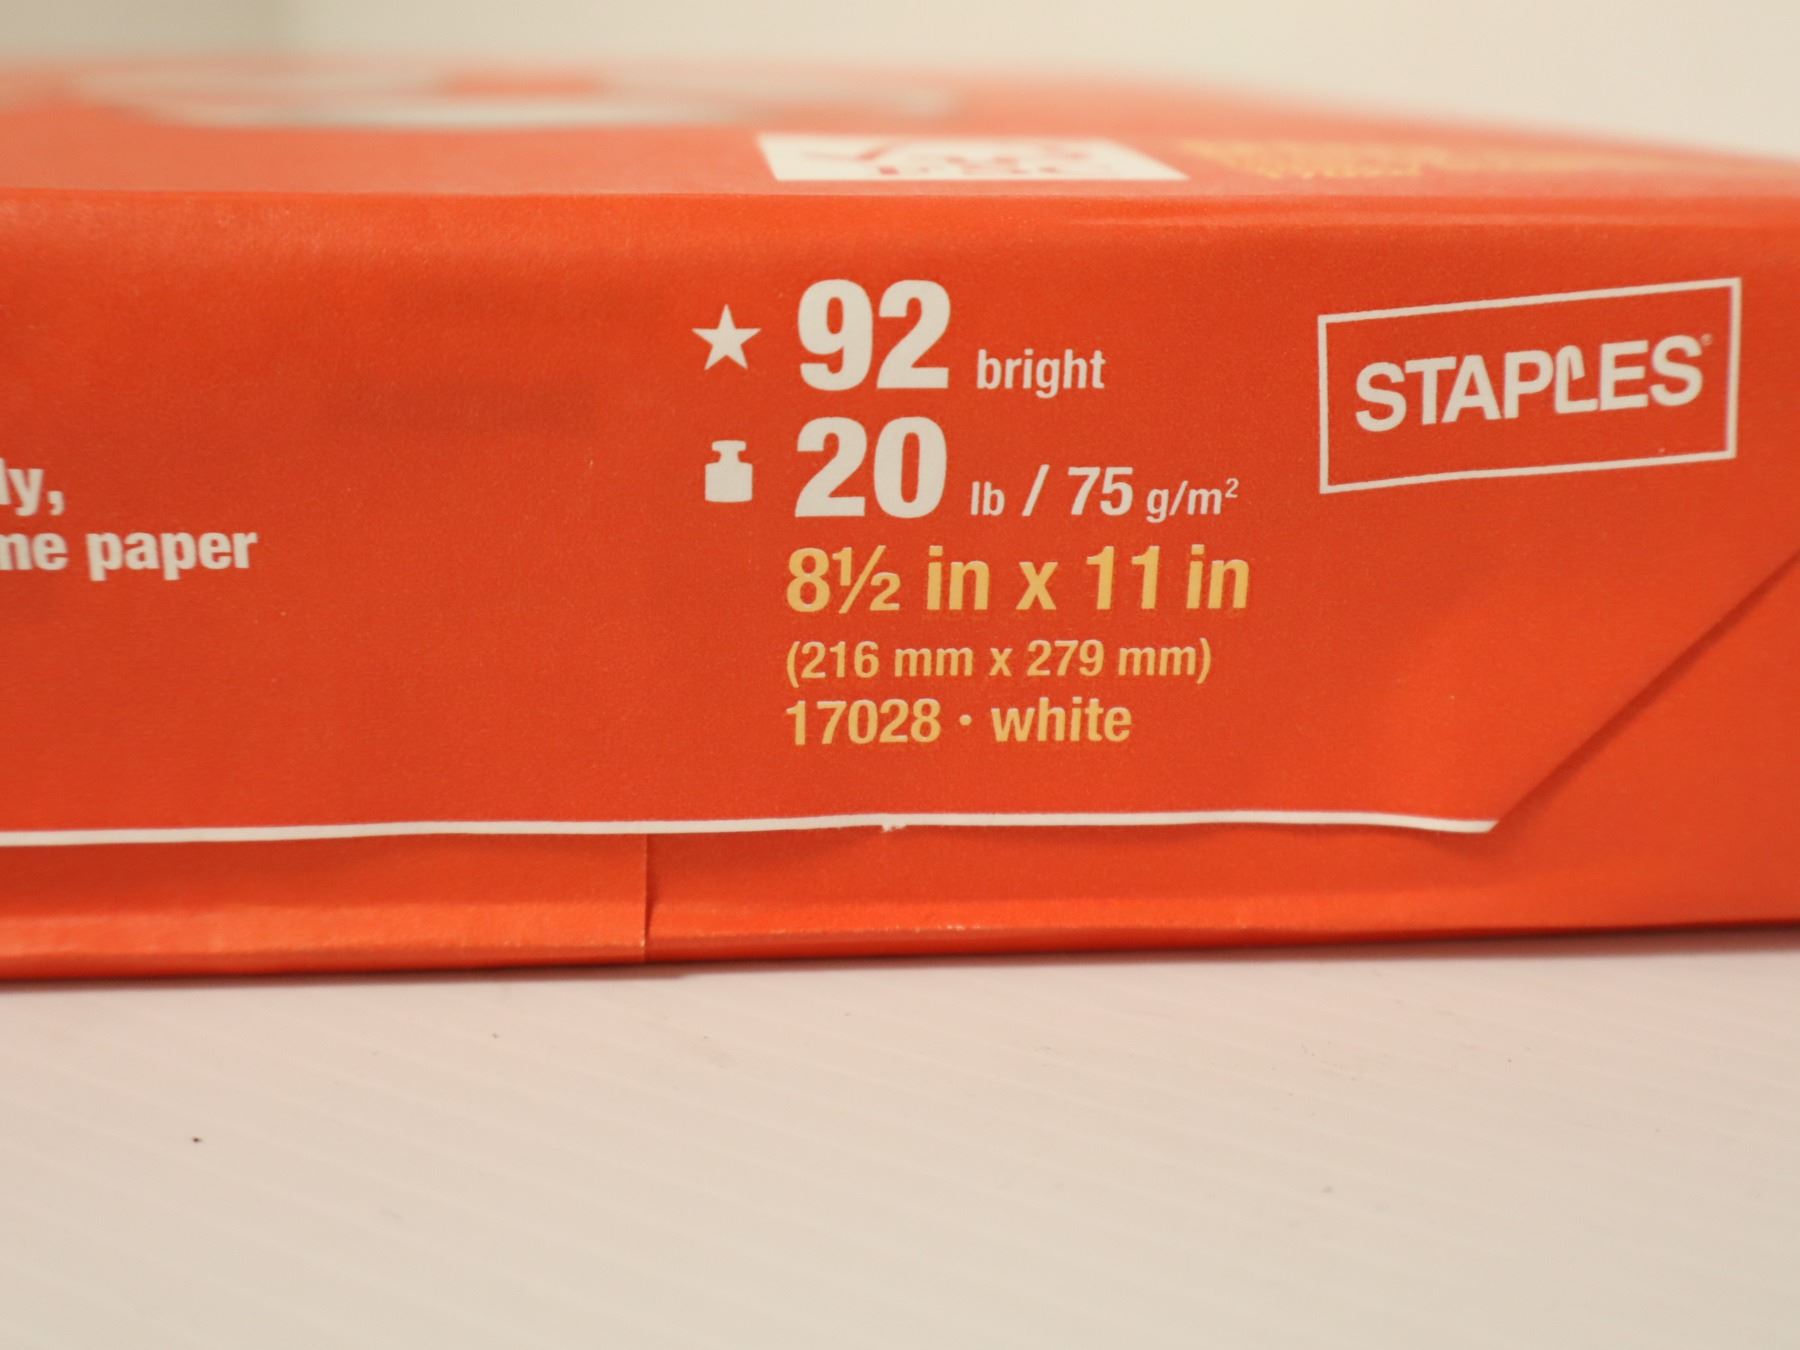 ly,
me paper
92 bright
20 lb / 75 g/m²
8½ in x 11 in
(216 mm x 279 mm)
17028 · white
STAPLES®